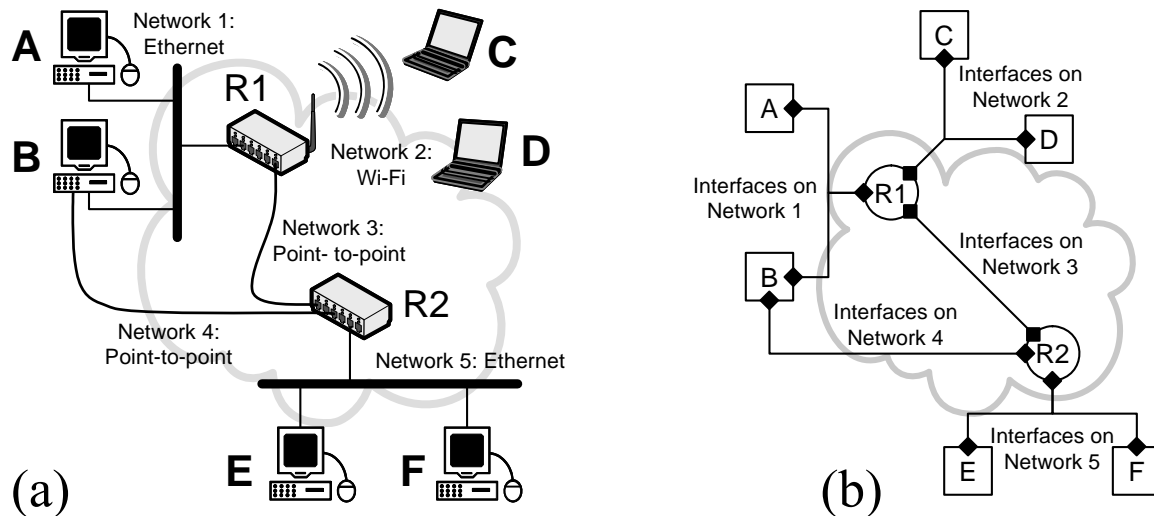 A
Network 1:
Ethernet
B
R1
C
Network 2:
Wi-Fi
D
Network 3:
Point- to-point
R2
Network 4:
Point-to-point
Network 5: Ethernet
E
F
(a)
C
Interfaces on
Network 2
A
D
Interfaces on
Network 1
R1
Interfaces on
Network 3
B
Interfaces on
Network 4
R2
Interfaces on
Network 5
E
F
(b)